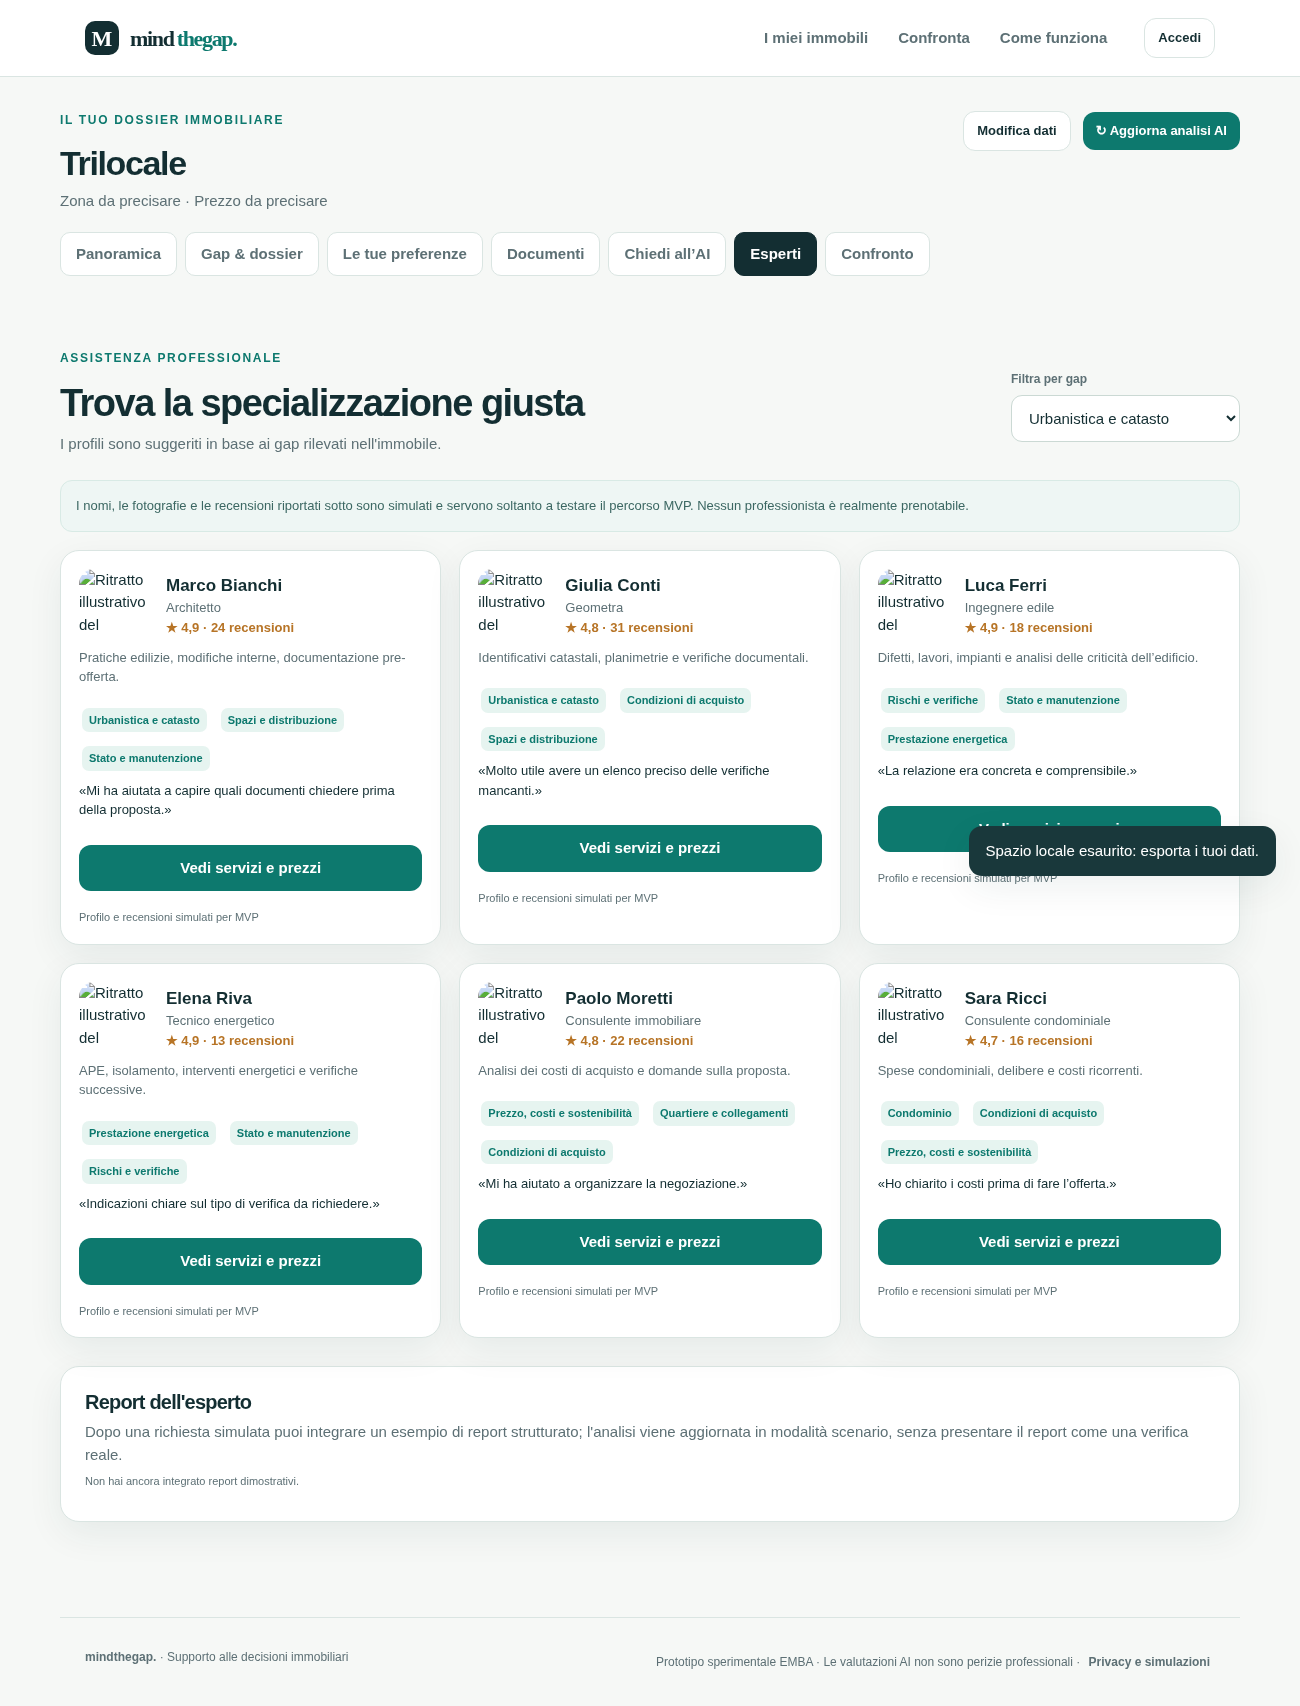 M mindthegap.
I miei immobili
Confronta
Come funziona
Accedi
IL TUO DOSSIER IMMOBILIARE
Modifica dati
↻ Aggiorna analisi AI
Trilocale
Zona da precisare · Prezzo da precisare
Panoramica
Gap & dossier
Le tue preferenze
Documenti
Chiedi all’AI
Esperti
Confronto
ASSISTENZA PROFESSIONALE
Trova la specializzazione giusta
I profili sono suggeriti in base ai gap rilevati nell'immobile.
Filtra per gap
Urbanistica e catasto
I nomi, le fotografie e le recensioni riportati sotto sono simulati e servono soltanto a testare il percorso MVP. Nessun professionista è realmente prenotabile.
Ritratto
illustrativo
del
Marco Bianchi
Architetto
★ 4,9 · 24 recensioni
Pratiche edilizie, modifiche interne, documentazione pre-
offerta.
Urbanistica e catasto
Spazi e distribuzione
Stato e manutenzione
«Mi ha aiutata a capire quali documenti chiedere prima
della proposta.»
Vedi servizi e prezzi
Profilo e recensioni simulati per MVP
Ritratto
illustrativo
del
Giulia Conti
Geometra
★ 4,8 · 31 recensioni
Identificativi catastali, planimetrie e verifiche documentali.
Urbanistica e catasto
Condizioni di acquisto
Spazi e distribuzione
«Molto utile avere un elenco preciso delle verifiche
mancanti.»
Vedi servizi e prezzi
Profilo e recensioni simulati per MVP
Ritratto
illustrativo
del
Luca Ferri
Ingegnere edile
★ 4,9 · 18 recensioni
Difetti, lavori, impianti e analisi delle criticità dell’edificio.
Rischi e verifiche
Stato e manutenzione
Prestazione energetica
«La relazione era concreta e comprensibile.»
Spazio locale esaurito: esporta i tuoi dati.
Profilo e recensioni simulati per MVP
Ritratto
illustrativo
del
Elena Riva
Tecnico energetico
★ 4,9 · 13 recensioni
APE, isolamento, interventi energetici e verifiche
successive.
Prestazione energetica
Stato e manutenzione
Rischi e verifiche
«Indicazioni chiare sul tipo di verifica da richiedere.»
Vedi servizi e prezzi
Profilo e recensioni simulati per MVP
Ritratto
illustrativo
del
Paolo Moretti
Consulente immobiliare
★ 4,8 · 22 recensioni
Analisi dei costi di acquisto e domande sulla proposta.
Prezzo, costi e sostenibilità
Quartiere e collegamenti
Condizioni di acquisto
«Mi ha aiutato a organizzare la negoziazione.»
Vedi servizi e prezzi
Profilo e recensioni simulati per MVP
Ritratto
illustrativo
del
Sara Ricci
Consulente condominiale
★ 4,7 · 16 recensioni
Spese condominiali, delibere e costi ricorrenti.
Condominio
Condizioni di acquisto
Prezzo, costi e sostenibilità
«Ho chiarito i costi prima di fare l’offerta.»
Vedi servizi e prezzi
Profilo e recensioni simulati per MVP
Report dell'esperto
Dopo una richiesta simulata puoi integrare un esempio di report strutturato; l'analisi viene aggiornata in modalità scenario, senza presentare il report come una verifica
reale.
Non hai ancora integrato report dimostrativi.
mindthegap. · Supporto alle decisioni immobiliari
Prototipo sperimentale EMBA · Le valutazioni AI non sono perizie professionali · Privacy e simulazioni